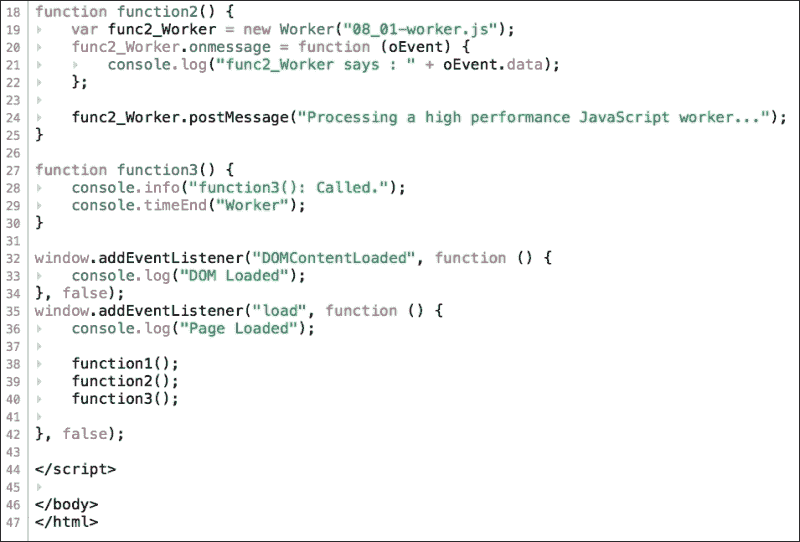 18 function function2() {
19     var func2_Worker = new Worker("08_01-worker.js");
20     func2_Worker.onmessage = function (oEvent) {
21         console.log("func2_Worker says : " + oEvent.data);
22     };
23
24     func2_Worker.postMessage("Processing a high performance JavaScript worker...");
25 }
26
27 function function3() {
28     console.info("function3(): Called.");
29     console.timeEnd("Worker");
30 }
31
32 window.addEventListener("DOMContentLoaded", function () {
33     console.log("DOM Loaded");
34 }, false);
35 window.addEventListener("load", function () {
36     console.log("Page Loaded");
37
38     function1();
39     function2();
40     function3();
41
42 }, false);
43
44 </script>
45
46 </body>
47 </html>